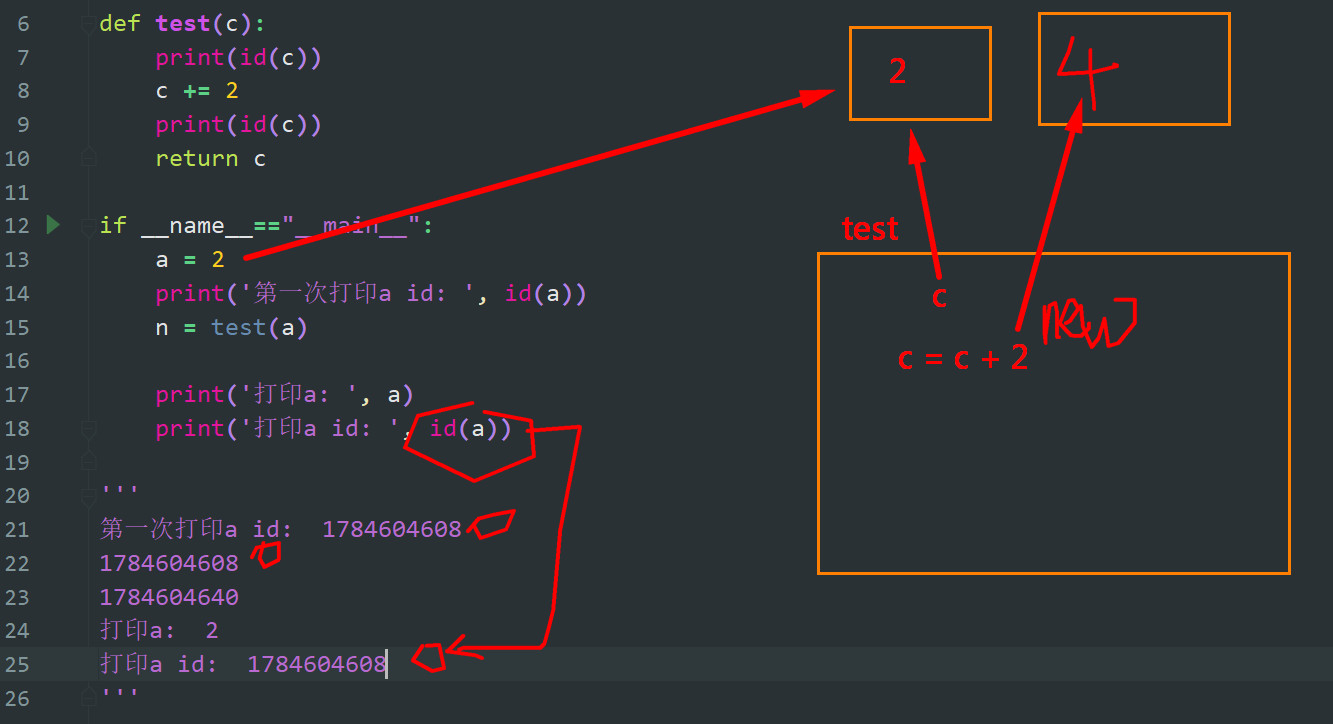 6 def test(c):
7 print(id(c))
8 c += 2
9 print(id(c))
10 return c
11
12 if __name__=="__main__":
13 a = 2
14 print('第一次打印a id: ', id(a))
15 n = test(a)
16
17 print('打印a: ', a)
18 print('打印a id: ', id(a))
19
20 '''
21 第一次打印a id:  1784604608
22 1784604608
23 1784604640
24 打印a:  2
25 打印a id:  1784604608
26 '''
2
4
test
c
c = c + 2 new